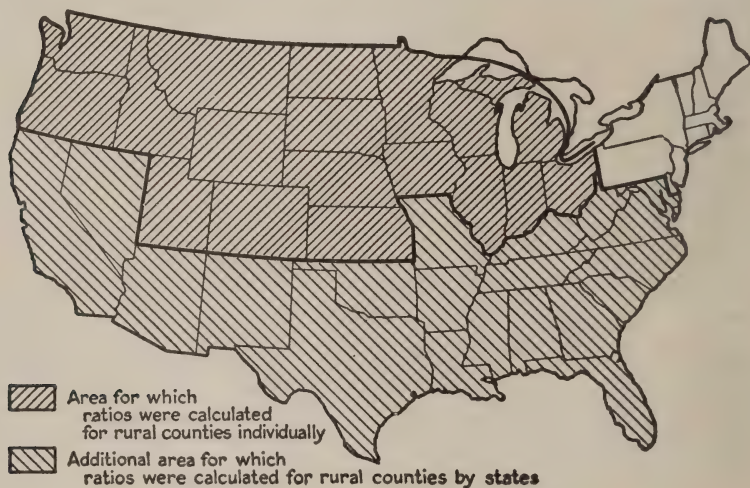 Area for which
ratios were calculated
for rural counties individually
Additional area for which
ratios were calculated for rural counties by states